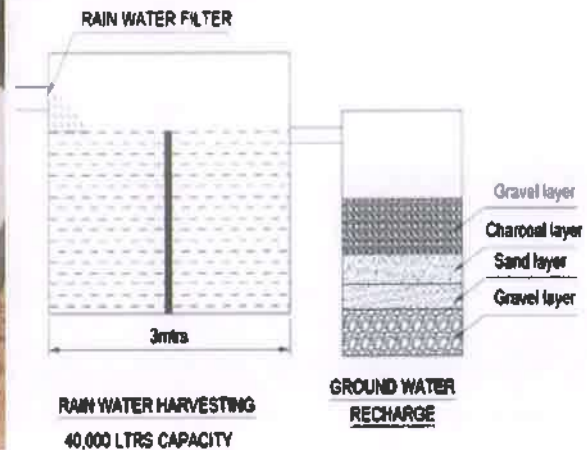 RAIN WATER FILTER
Gravel layer
Charcoal layer
Sand layer
Gravel layer
3mtrs
RAIN WATER HARVESTING
40,000 LTRS CAPACITY
GROUND WATER
RECHARGE